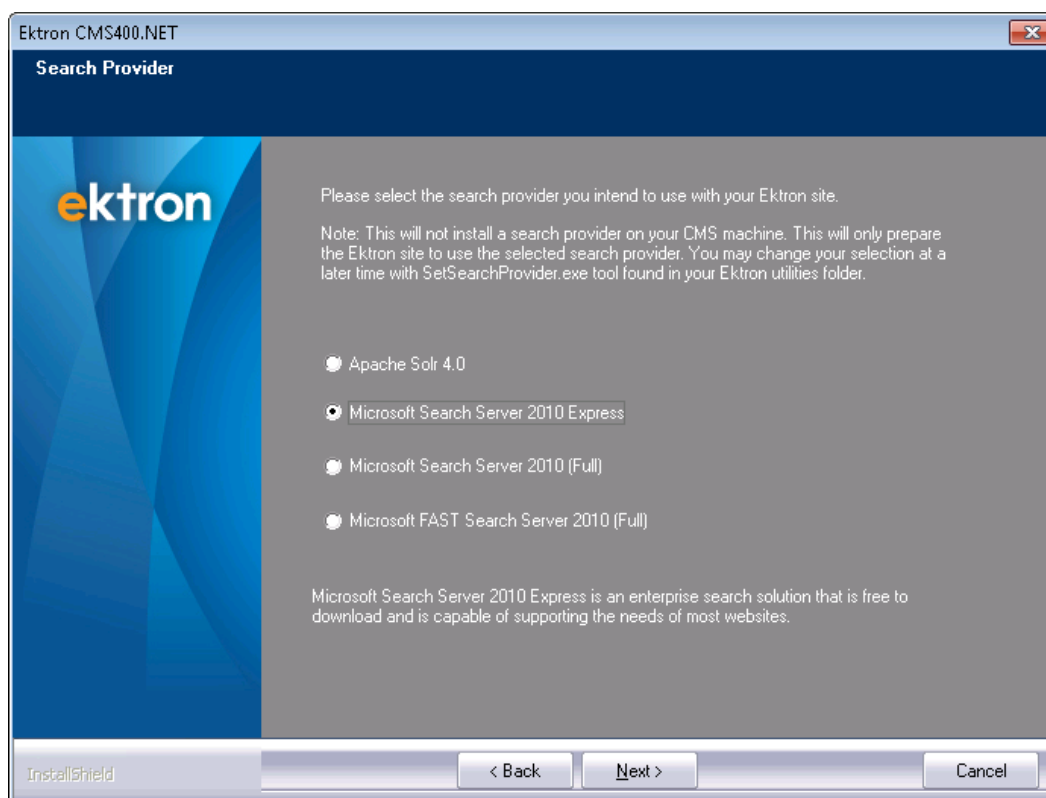 Ektron CMS400.NET
Search Provider
ektron
Please select the search provider you intend to use with your Ektron site.
Note: This will not install a search provider on your CMS machine. This will only prepare
the Ektron site to use the selected search provider. You may change your selection at a
later time with SetSearchProvider.exe tool found in your Ektron utilities folder.
Apache Solr 4.0
Microsoft Search Server 2010 Express
Microsoft Search Server 2010 (Full)
Microsoft FAST Search Server 2010 (Full)
Microsoft Search Server 2010 Express is an enterprise search solution that is free to
download and is capable of supporting the needs of most websites.
InstallShield
< Back
Next >
Cancel